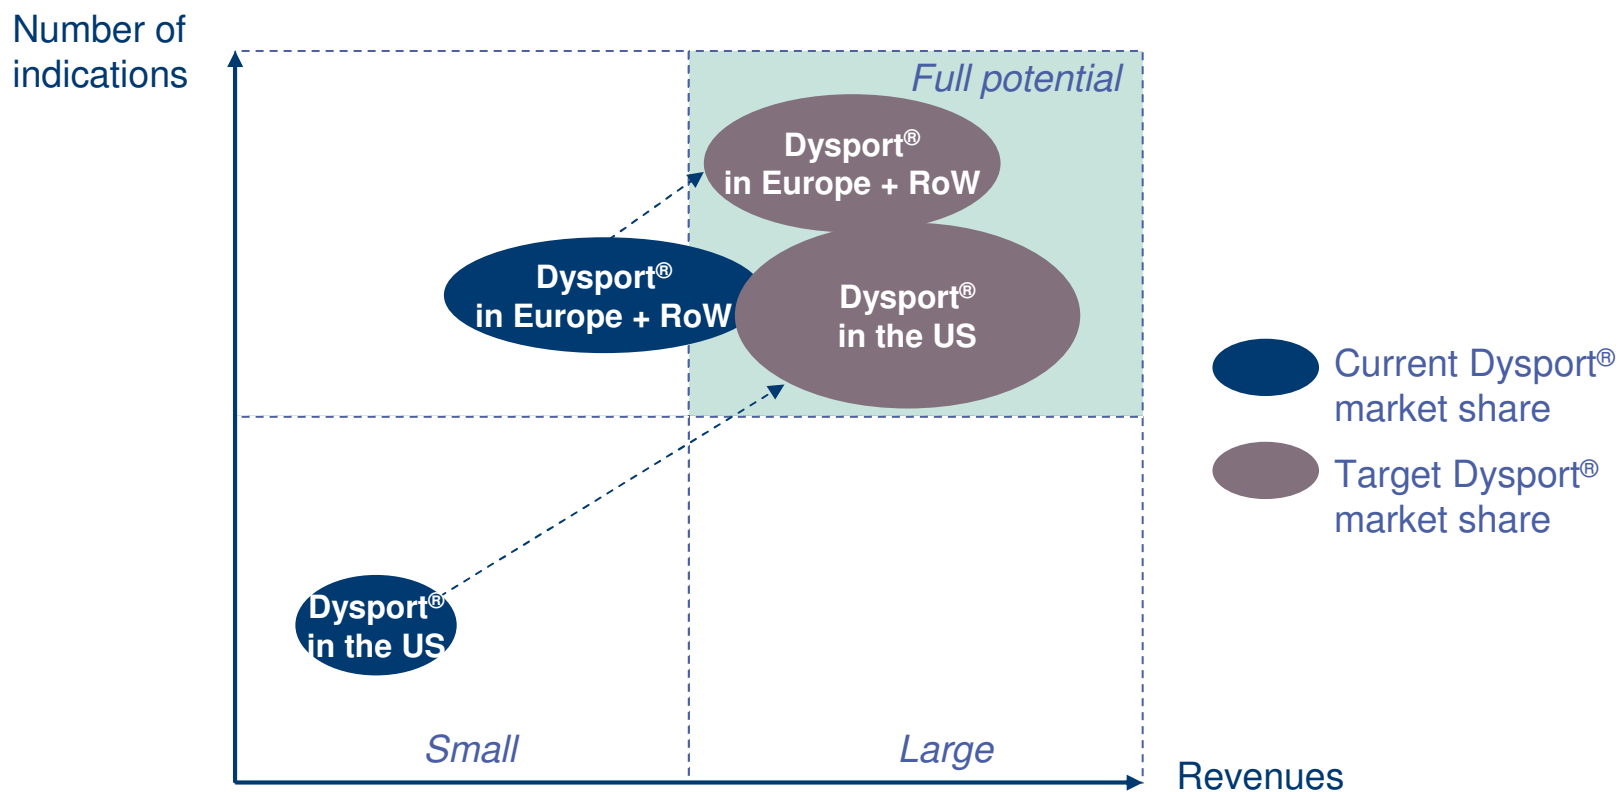 Number of
indications
Full potential
Dysport®
in Europe + RoW
Dysport®
in Europe + RoW
Dysport®
in the US
Current Dysport®
market share
Target Dysport®
market share
Dysport®
in the US
Small
Large
Revenues